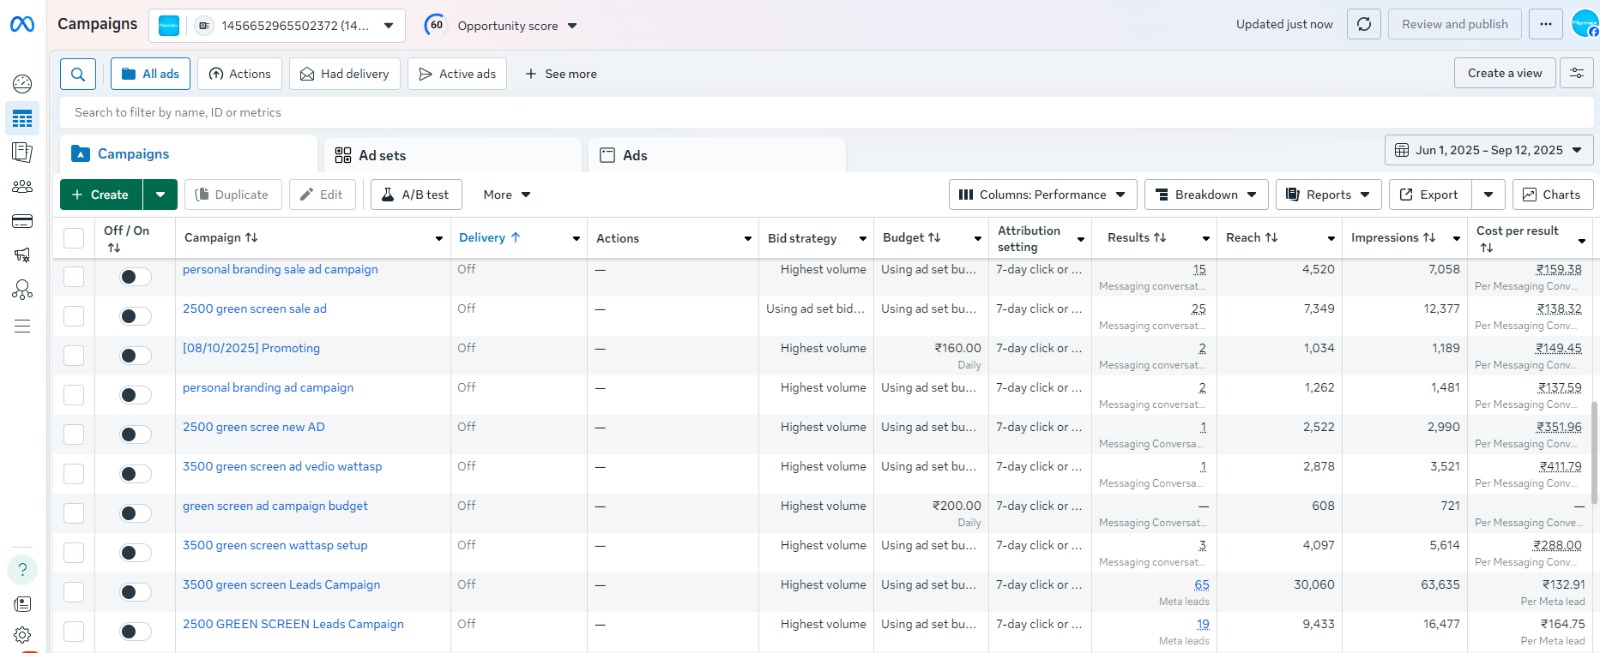 Campaigns
1456652965502372 (14...
60 Opportunity score
Updated just now
Review and publish
All ads
Actions
Had delivery
Active ads
+ See more
Create a view
Search to filter by name, ID or metrics
Campaigns
Ad sets
Ads
Jun 1, 2025 – Sep 12, 2025
+ Create
Duplicate
Edit
A/B test
More
Columns: Performance
Breakdown
Reports
Export
Charts
Off / On
Campaign
Delivery ↑
Actions
Bid strategy
Budget
Attribution setting
Results
Reach
Impressions
Cost per result
personal branding sale ad campaign Off — Highest volume Using ad set bu... 7-day click or ... 15 4,520 7,058 ₹159.38
Messaging conversat... Per Messaging Conv...
2500 green screen sale ad Off — Using ad set bid... Using ad set bu... 7-day click or ... 25 7,349 12,377 ₹138.32
Messaging conversat... Per Messaging Conv...
[08/10/2025] Promoting Off — Highest volume ₹160.00 7-day click or ... 2 1,034 1,189 ₹149.45
Daily Messaging conversat... Per Messaging Conv...
personal branding ad campaign Off — Highest volume Using ad set bu... 7-day click or ... 2 1,262 1,481 ₹137.59
Messaging conversat... Per Messaging Conv...
2500 green scree new AD Off — Highest volume Using ad set bu... 7-day click or ... 1 2,522 2,990 ₹351.96
Messaging Conversa... Per Messaging Conv...
3500 green screen ad vedio wattasp Off — Highest volume Using ad set bu... 7-day click or ... 1 2,878 3,521 ₹411.79
Messaging Conversa... Per Messaging Conv...
green screen ad campaign budget Off — Highest volume ₹200.00 7-day click or ... — 608 721 —
Daily Messaging Conversat... Per Messaging Conve...
3500 green screen wattasp setup Off — Highest volume Using ad set bu... 7-day click or ... 3 4,097 5,614 ₹288.00
Messaging conversat... Per Messaging Conv...
3500 green screen Leads Campaign Off — Highest volume Using ad set bu... 7-day click or ... 65 30,060 63,635 ₹132.91
Meta leads Per Meta lead
2500 GREEN SCREEN Leads Campaign Off — Highest volume Using ad set bu... 7-day click or ... 19 9,433 16,477 ₹164.75
Meta leads Per Meta lead